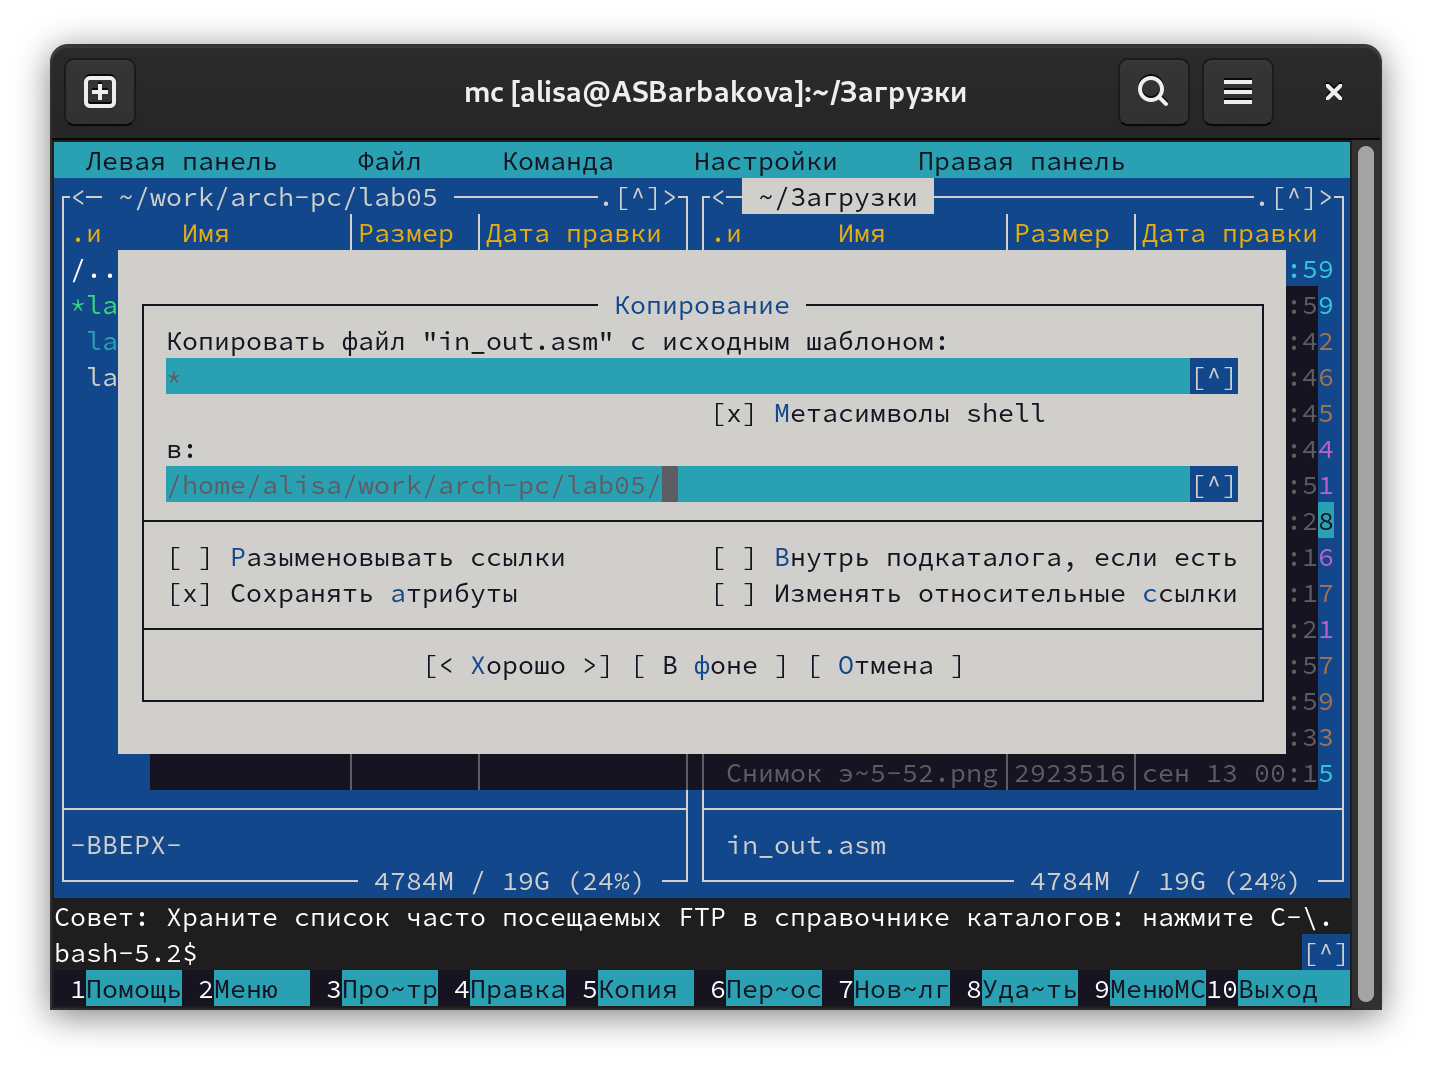 mc [alisa@ASBarbakova]:~/Загрузки
Левая панель Файл Команда Настройки Правая панель
<— ~/work/arch-pc/lab05 .[^]> <— ~/Загрузки .[^]>
.и Имя Размер Дата правки .и Имя Размер Дата правки
/.. :59
*la Копирование :59
la Копировать файл "in_out.asm" с исходным шаблоном: :42
la * [^] :46
[x] Метасимволы shell :45
в: :44
/home/alisa/work/arch-pc/lab05/ [^] :51
:28
[ ] Разыменовывать ссылки [ ] Внутрь подкаталога, если есть :16
[x] Сохранять атрибуты [ ] Изменять относительные ссылки :17
:21
[< Хорошо >] [ В фоне ] [ Отмена ] :57
:59
:33
Снимок э~5-52.png 2923516 сен 13 00:15
-ВВЕРХ- in_out.asm
4784M / 19G (24%) 4784M / 19G (24%)
Совет: Храните список часто посещаемых FTP в справочнике каталогов: нажмите C-\.
bash-5.2$ [^]
1Помощь 2Меню 3Про~тр 4Правка 5Копия 6Пер~ос 7Нов~лг 8Уда~ть 9МенюMC10Выход